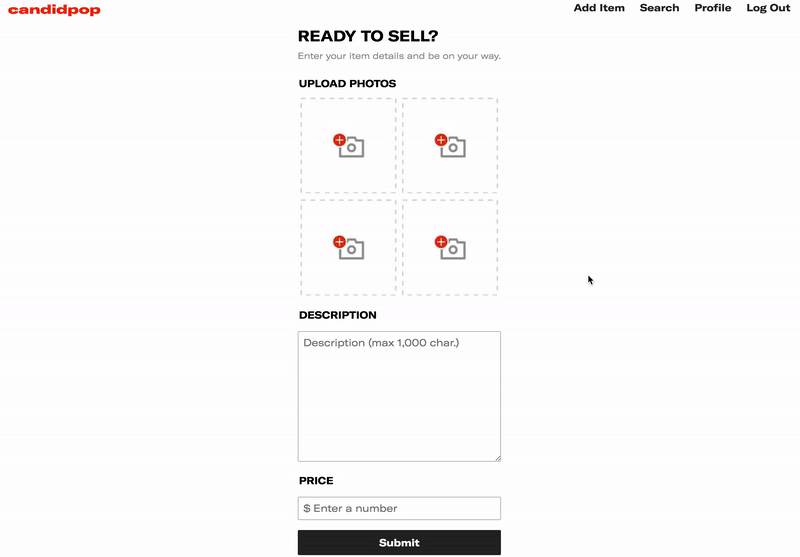 candidpop
Add Item Search Profile Log Out
READY TO SELL?
Enter your item details and be on your way.
UPLOAD PHOTOS
DESCRIPTION
Description (max 1,000 char.)
PRICE
$ Enter a number
Submit